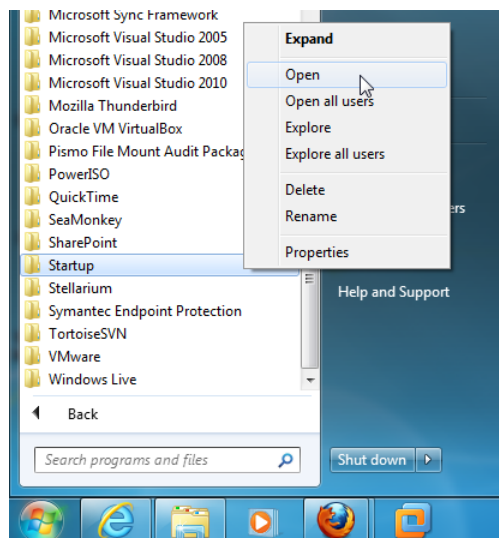 Microsoft Sync Framework
Microsoft Visual Studio 2005
Microsoft Visual Studio 2008
Microsoft Visual Studio 2010
Mozilla Thunderbird
Oracle VM VirtualBox
Pismo File Mount Audit Packag
PowerISO
QuickTime
SeaMonkey
SharePoint
Startup
Stellarium
Symantec Endpoint Protection
TortoiseSVN
VMware
Windows Live
Back
Search programs and files
Expand
Open
Open all users
Explore
Explore all users
Delete
Rename
Properties
ers
Help and Support
Shut down